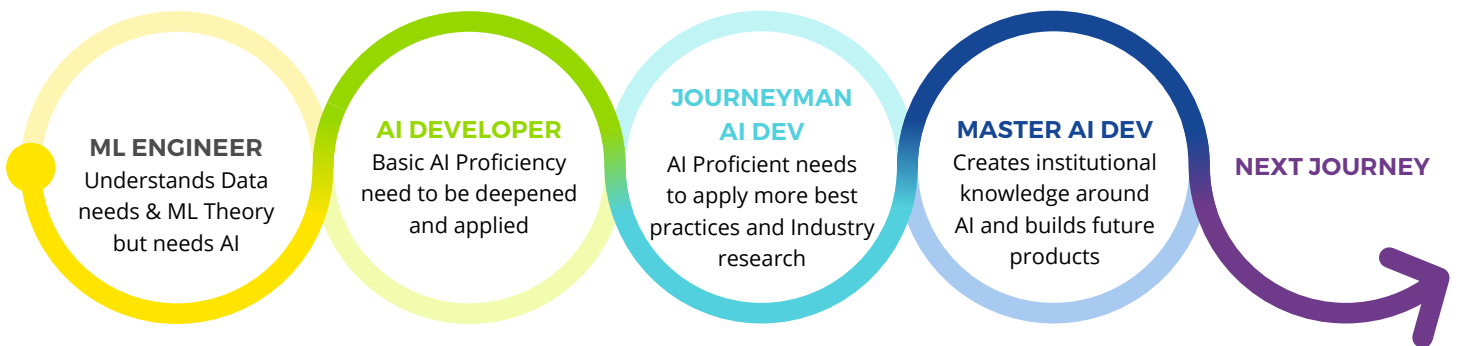 ML ENGINEER
Understands Data
needs & ML Theory
but needs AI
AI DEVELOPER
Basic AI Proficiency
need to be deepened
and applied
JOURNEYMAN
AI DEV
AI Proficient needs
to apply more best
practices and Industry
research
MASTER AI DEV
Creates institutional
knowledge around
AI and builds future
products
NEXT JOURNEY